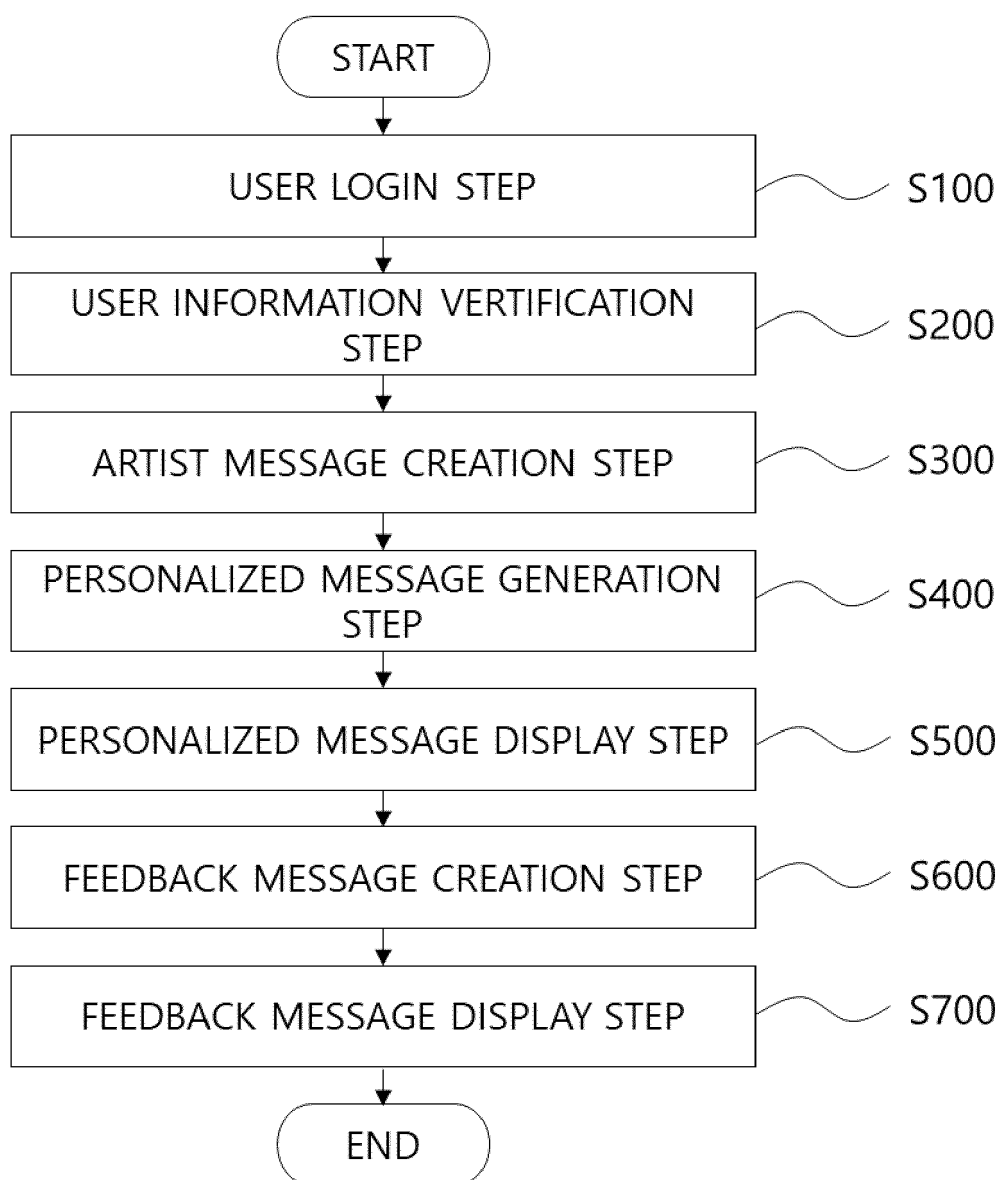 START
USER LOGIN STEP
S100
USER INFORMATION VERTIFICATION
STEP
S200
ARTIST MESSAGE CREATION STEP
S300
PERSONALIZED MESSAGE GENERATION
STEP
S400
PERSONALIZED MESSAGE DISPLAY STEP
S500
FEEDBACK MESSAGE CREATION STEP
S600
FEEDBACK MESSAGE DISPLAY STEP
S700
END